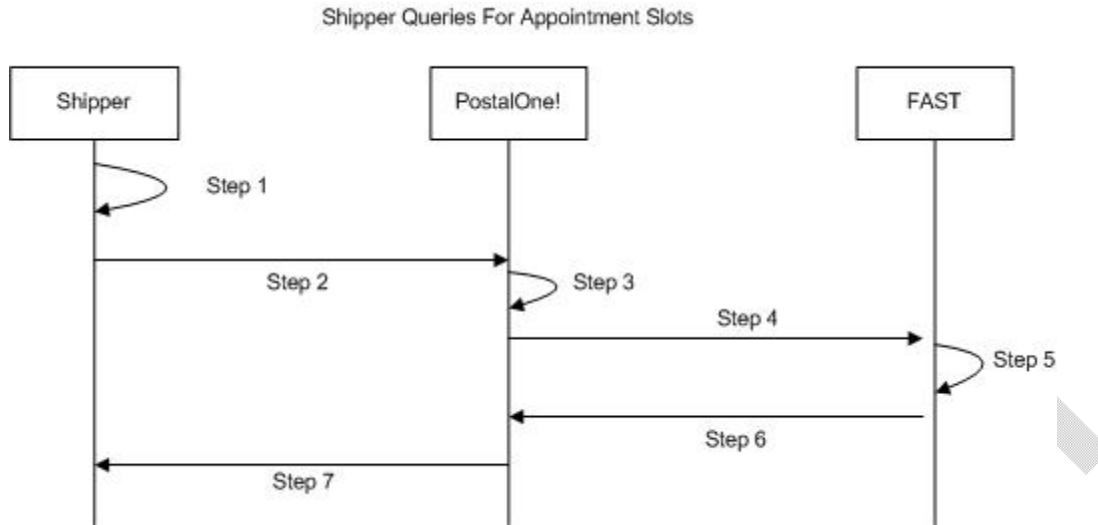 Shipper Queries For Appointment Slots
Shipper
PostalOne!
FAST
Step 1
Step 2
Step 3
Step 4
Step 5
Step 6
Step 7